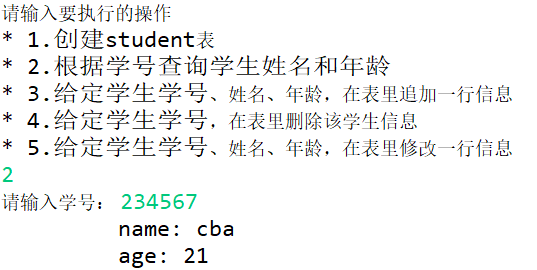 请输入要执行的操作
* 1.创建student表
* 2.根据学号查询学生姓名和年龄
* 3.给定学生学号、姓名、年龄，在表里追加一行信息
* 4.给定学生学号，在表里删除该学生信息
* 5.给定学生学号、姓名、年龄，在表里修改一行信息
2
请输入学号： 234567
name: cba
age: 21